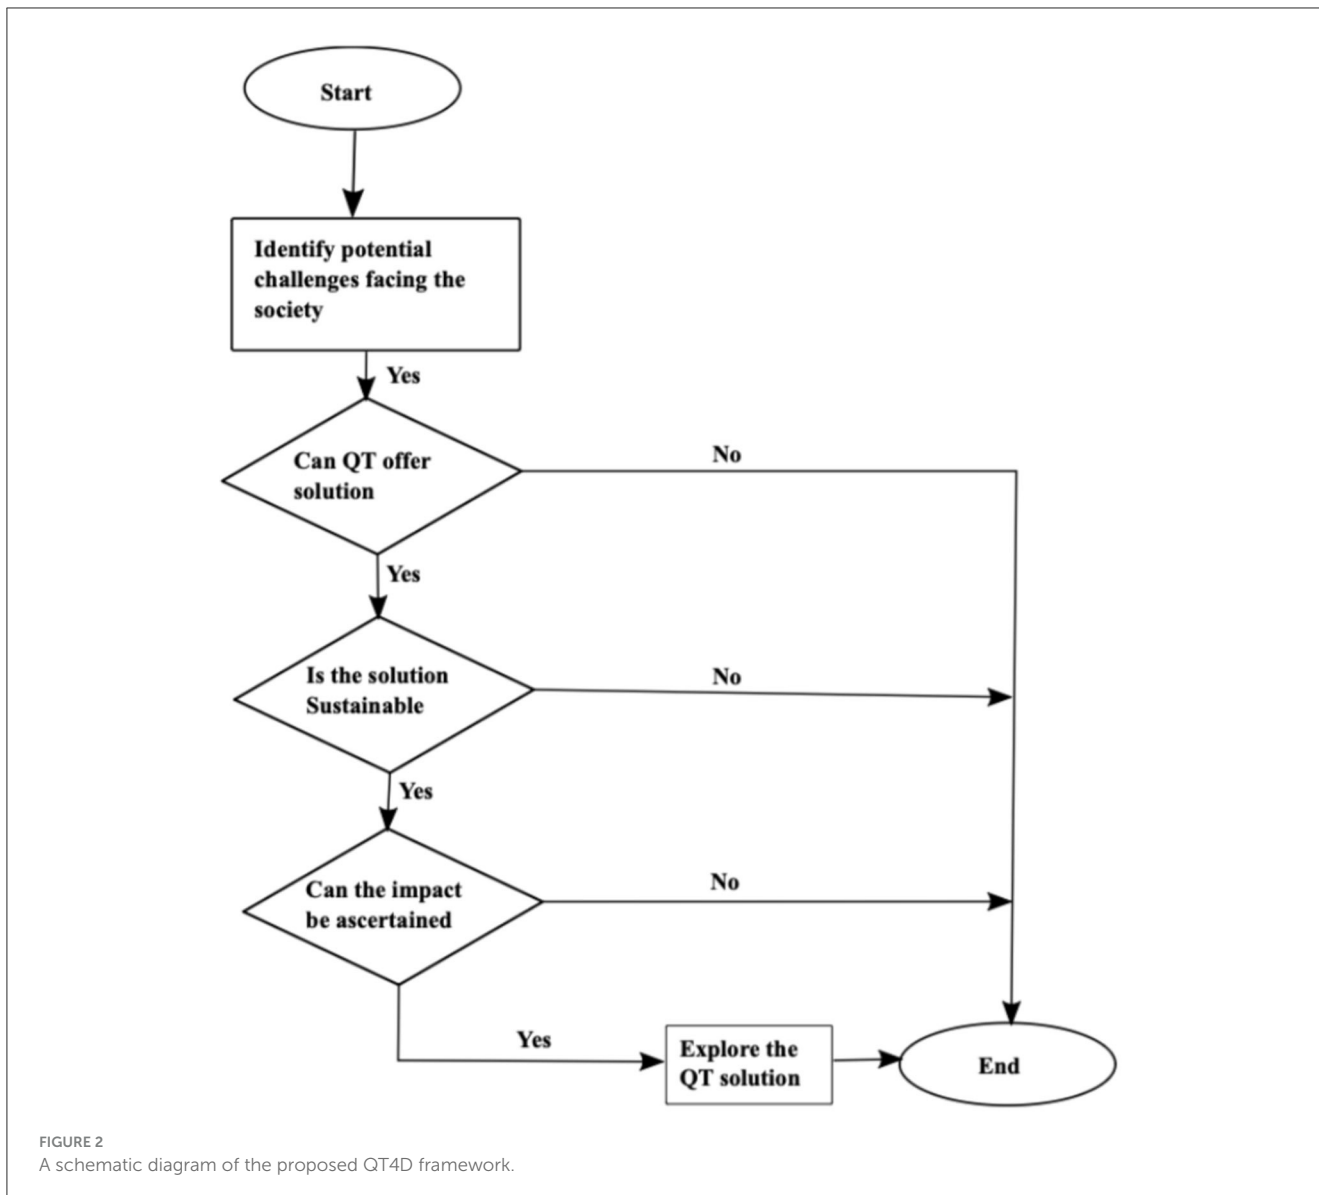 Start
Identify potential
challenges facing the
society
Yes
Can QT offer
solution
No
Yes
Is the solution
Sustainable
No
Yes
Can the impact
be ascertained
No
Yes
Explore the
QT solution
End
FIGURE 2
A schematic diagram of the proposed QT4D framework.